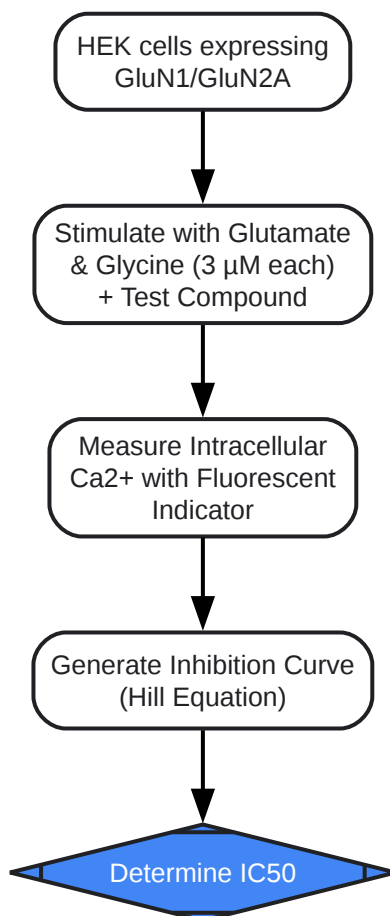 HEK cells expressing
GluN1/GluN2A
Stimulate with Glutamate
& Glycine (3 µM each)
+ Test Compound
Measure Intracellular
Ca2+ with Fluorescent
Indicator
Generate Inhibition Curve
(Hill Equation)
Determine IC50